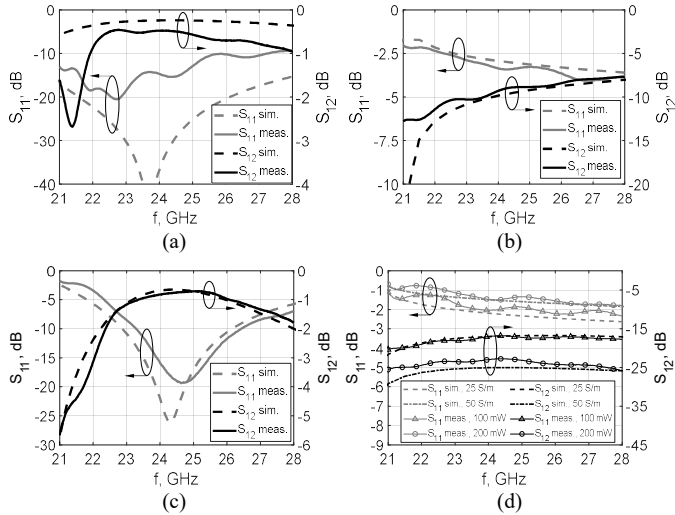 0
-10
-20
-30
-40
S11, dB
0
-1
-2
-3
-4
S12, dB
S11 sim.
S11 meas.
S12 sim.
S12 meas.
21 22 23 24 25 26 27 28
f, GHz
(a)
0
-2.5
-5
-7.5
-10
S11, dB
0
-5
-10
-15
-20
S12, dB
S11 sim.
S11 meas.
S12 sim.
S12 meas.
21 22 23 24 25 26 27 28
f, GHz
(b)
0
-5
-10
-15
-20
-25
-30
S11, dB
0
-1
-2
-3
-4
-5
-6
S12, dB
S11 sim.
S11 meas.
S12 sim.
S12 meas.
21 22 23 24 25 26 27 28
f, GHz
(c)
0
-1
-2
-3
-4
-5
-6
-7
-8
-9
S11, dB
-5
-15
-25
-35
-45
S12, dB
S11 sim., 25 S/m
S11 sim., 50 S/m
S11 meas., 100 mW
S11 meas., 200 mW
S12 sim., 25 S/m
S12 sim., 50 S/m
S12 meas., 100 mW
S12 meas., 200 mW
21 22 23 24 25 26 27 28
f, GHz
(d)